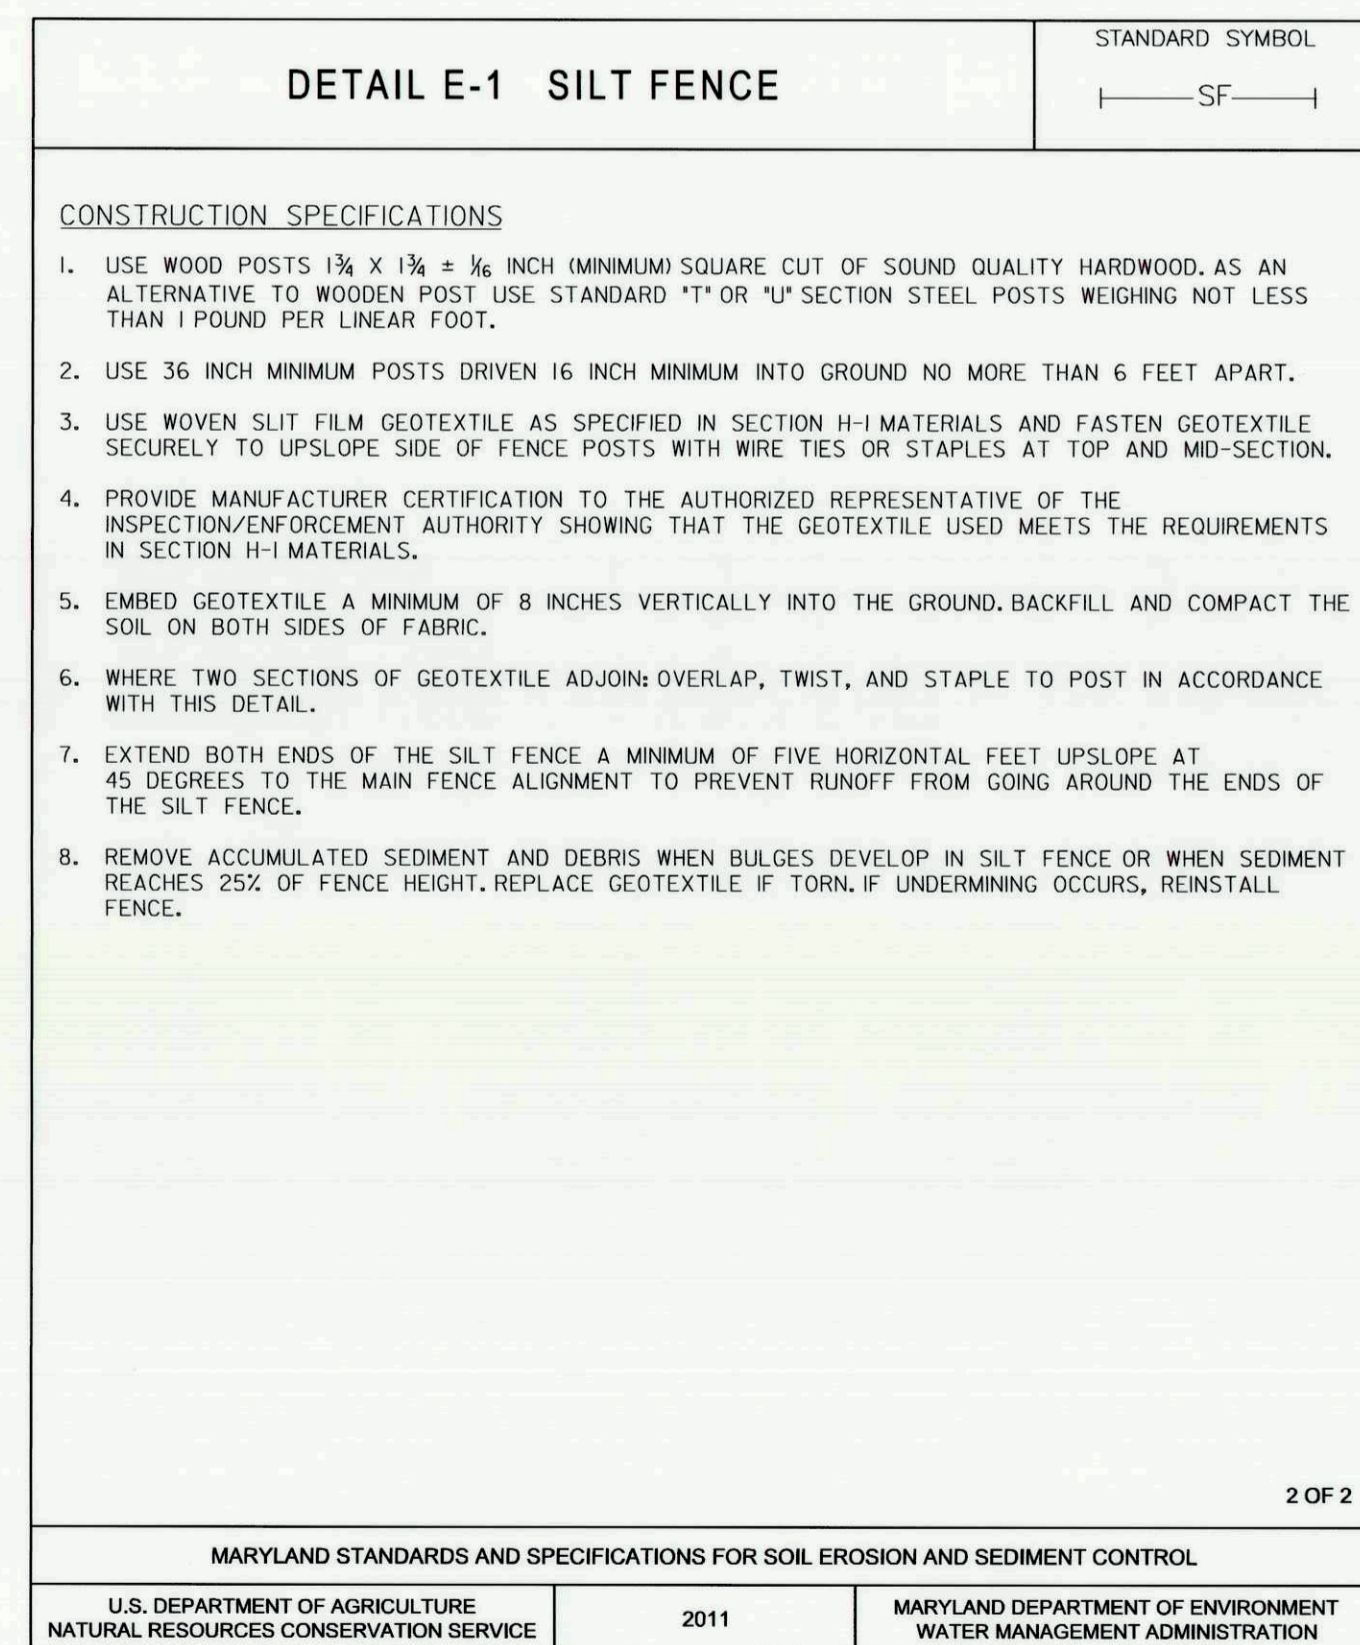 DETAIL E-1 SILT FENCE
STANDARD SYMBOL
SF
CONSTRUCTION SPECIFICATIONS
1. USE WOOD POSTS 1¾ X 1¾ ± 1⁄16 INCH (MINIMUM) SQUARE CUT OF SOUND QUALITY HARDWOOD. AS AN
ALTERNATIVE TO WOODEN POST USE STANDARD "T" OR "U" SECTION STEEL POSTS WEIGHING NOT LESS
THAN 1 POUND PER LINEAR FOOT.
2. USE 36 INCH MINIMUM POSTS DRIVEN 16 INCH MINIMUM INTO GROUND NO MORE THAN 6 FEET APART.
3. USE WOVEN SLIT FILM GEOTEXTILE AS SPECIFIED IN SECTION H-1 MATERIALS AND FASTEN GEOTEXTILE
SECURELY TO UPSLOPE SIDE OF FENCE POSTS WITH WIRE TIES OR STAPLES AT TOP AND MID-SECTION.
4. PROVIDE MANUFACTURER CERTIFICATION TO THE AUTHORIZED REPRESENTATIVE OF THE
INSPECTION/ENFORCEMENT AUTHORITY SHOWING THAT THE GEOTEXTILE USED MEETS THE REQUIREMENTS
IN SECTION H-1 MATERIALS.
5. EMBED GEOTEXTILE A MINIMUM OF 8 INCHES VERTICALLY INTO THE GROUND. BACKFILL AND COMPACT THE
SOIL ON BOTH SIDES OF FABRIC.
6. WHERE TWO SECTIONS OF GEOTEXTILE ADJOIN: OVERLAP, TWIST, AND STAPLE TO POST IN ACCORDANCE
WITH THIS DETAIL.
7. EXTEND BOTH ENDS OF THE SILT FENCE A MINIMUM OF FIVE HORIZONTAL FEET UPSLOPE AT
45 DEGREES TO THE MAIN FENCE ALIGNMENT TO PREVENT RUNOFF FROM GOING AROUND THE ENDS OF
THE SILT FENCE.
8. REMOVE ACCUMULATED SEDIMENT AND DEBRIS WHEN BULGES DEVELOP IN SILT FENCE OR WHEN SEDIMENT
REACHES 25% OF FENCE HEIGHT. REPLACE GEOTEXTILE IF TORN. IF UNDERMINING OCCURS, REINSTALL
FENCE.
2 OF 2
MARYLAND STANDARDS AND SPECIFICATIONS FOR SOIL EROSION AND SEDIMENT CONTROL
U.S. DEPARTMENT OF AGRICULTURE
NATURAL RESOURCES CONSERVATION SERVICE
2011
MARYLAND DEPARTMENT OF ENVIRONMENT
WATER MANAGEMENT ADMINISTRATION